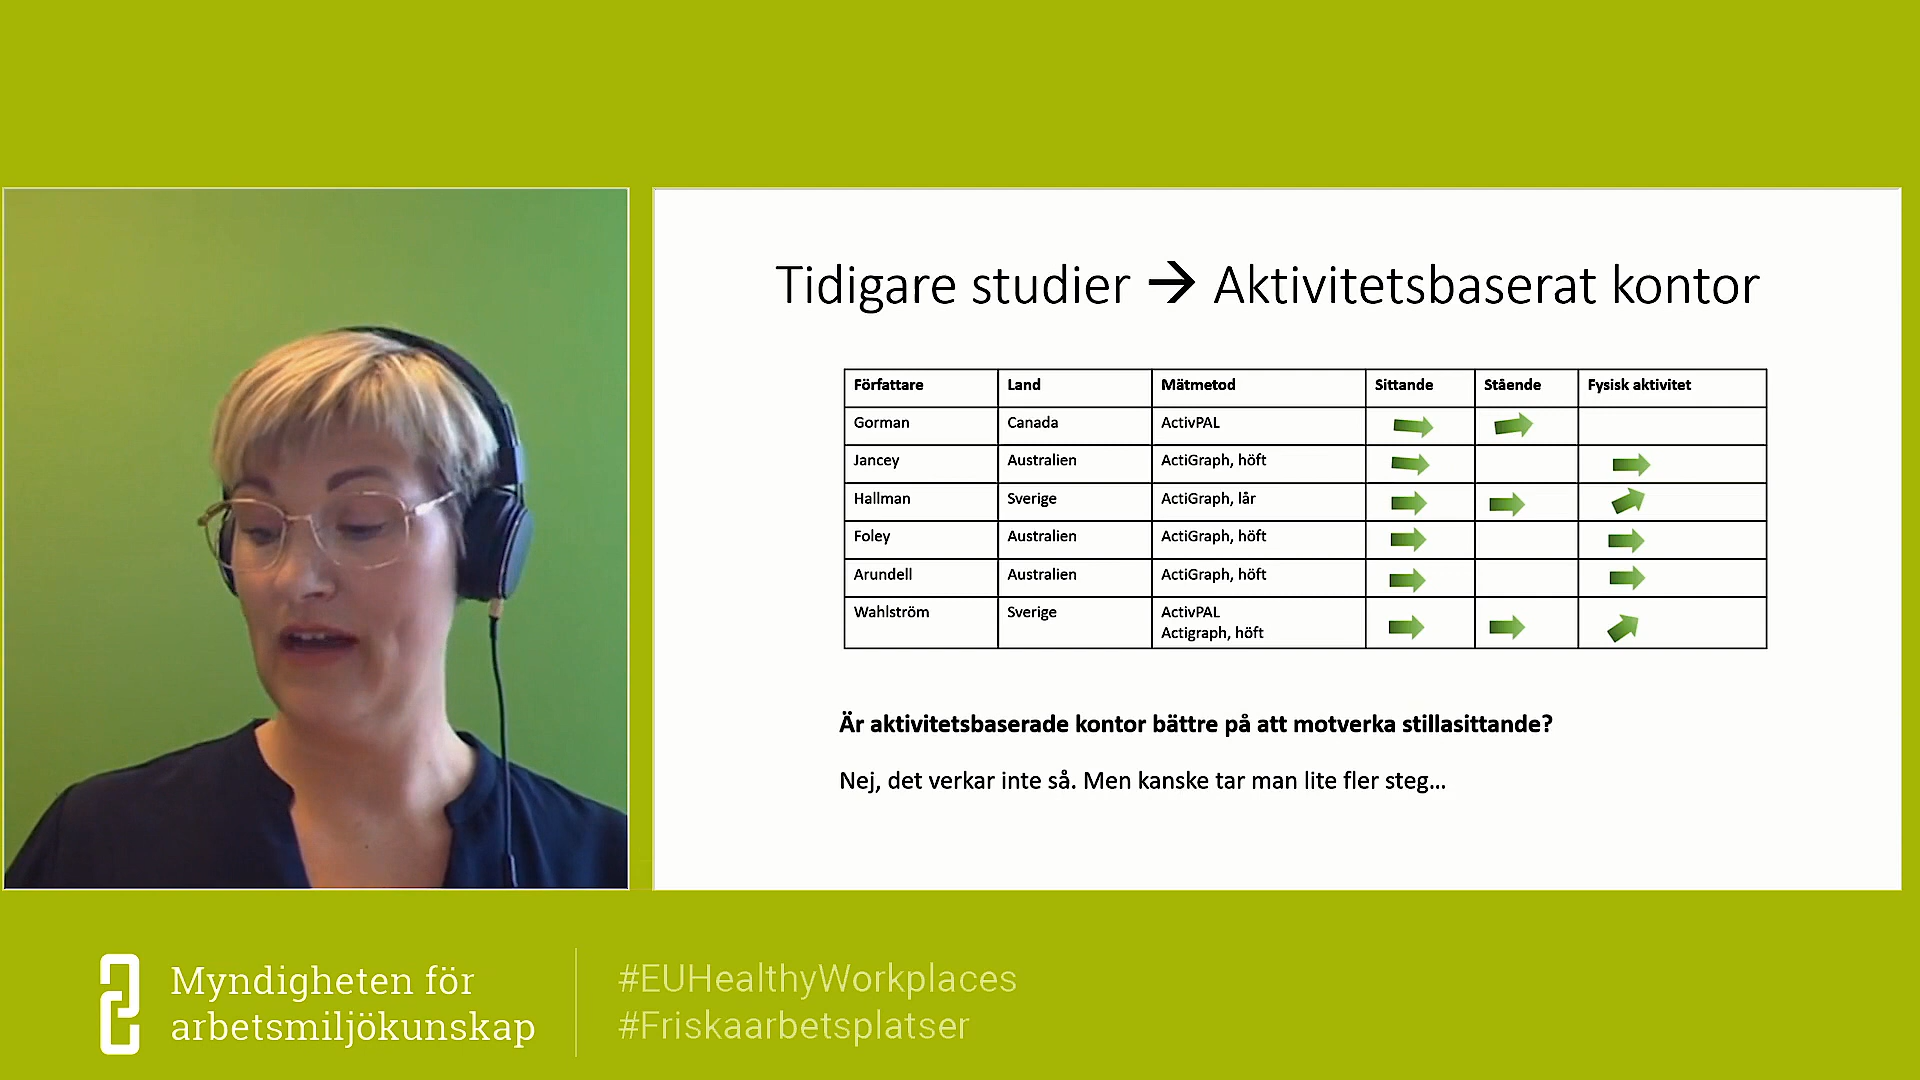 Tidigare studier → Aktivitetsbaserat kontor
Författare Land Mätmetod Sittande Stående Fysisk aktivitet
Gorman Canada ActivPAL
Jancey Australien ActiGraph, höft
Hallman Sverige ActiGraph, lår
Foley Australien ActiGraph, höft
Arundell Australien ActiGraph, höft
Wahlström Sverige ActivPAL
Actigraph, höft
Är aktivitetsbaserade kontor bättre på att motverka stillasittande?
Nej, det verkar inte så. Men kanske tar man lite fler steg...
Myndigheten för
arbetsmiljökunskap
#EUHealthyWorkplaces
#Friskaarbetsplatser